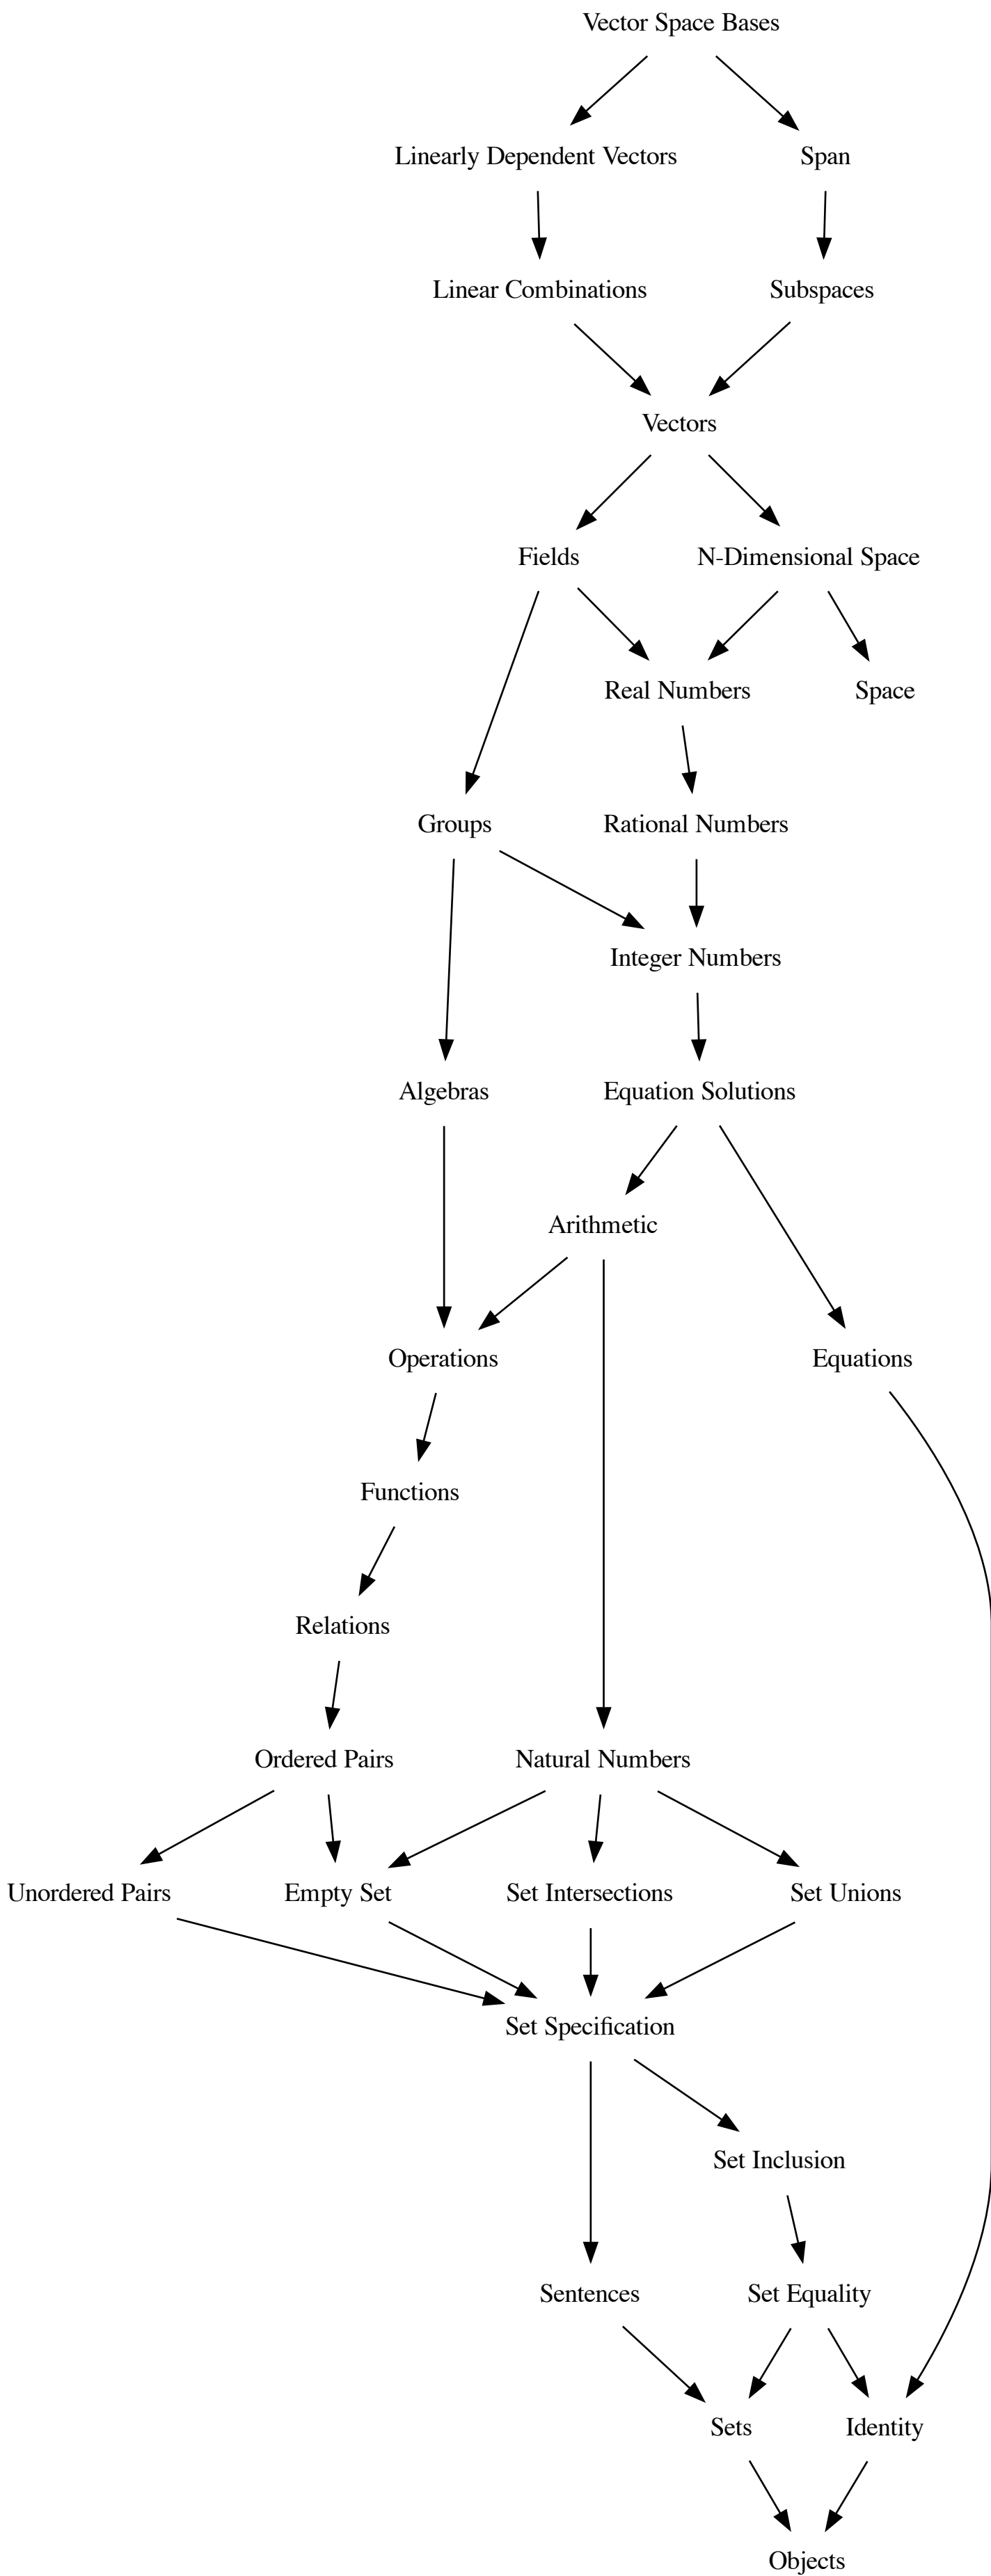 Vector Space Bases
Linearly Dependent Vectors
Span
Linear Combinations
Subspaces
Vectors
Fields
N-Dimensional Space
Real Numbers
Space
Groups
Rational Numbers
Integer Numbers
Algebras
Equation Solutions
Arithmetic
Operations
Equations
Functions
Relations
Ordered Pairs
Natural Numbers
Unordered Pairs
Empty Set
Set Intersections
Set Unions
Set Specification
Set Inclusion
Sentences
Set Equality
Sets
Identity
Objects